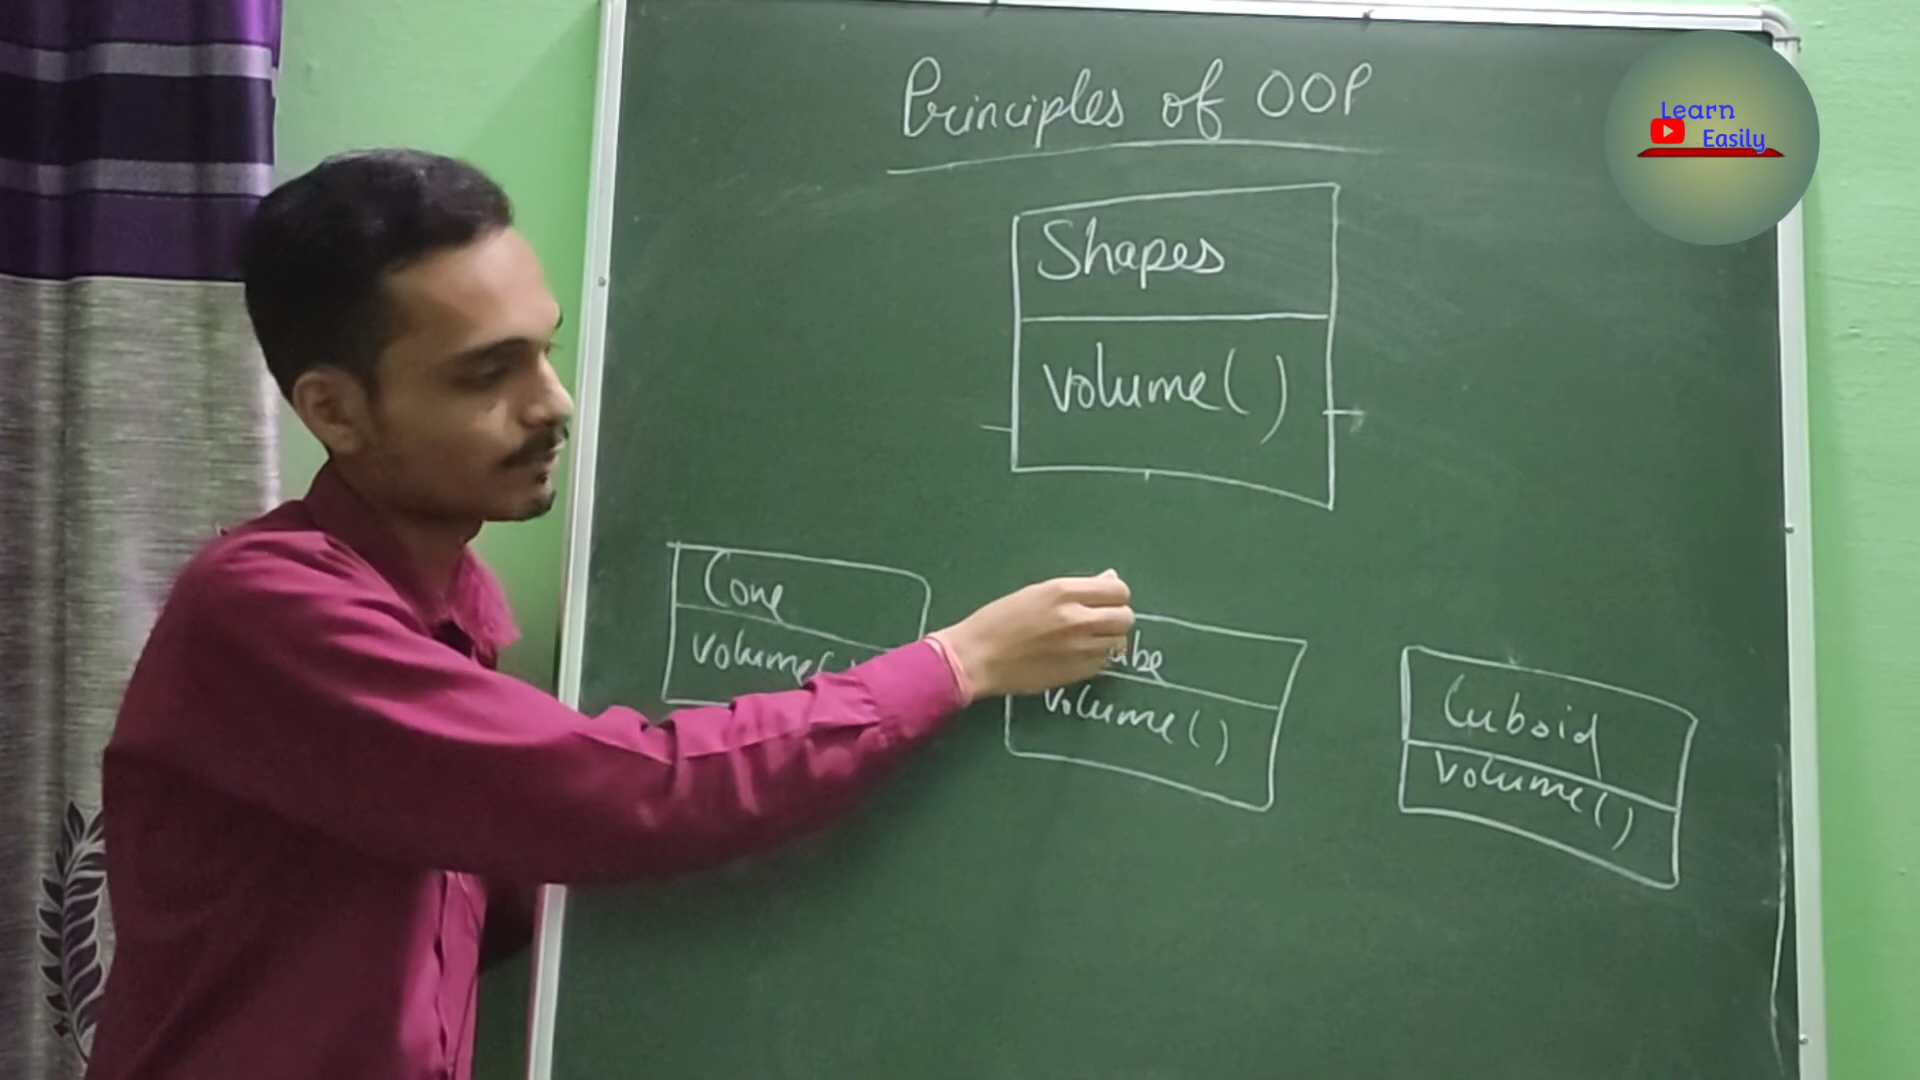 Principles of OOP
Learn
Easily
Shapes
volume()
Cone
volume(
volume()
Cuboid
volume()